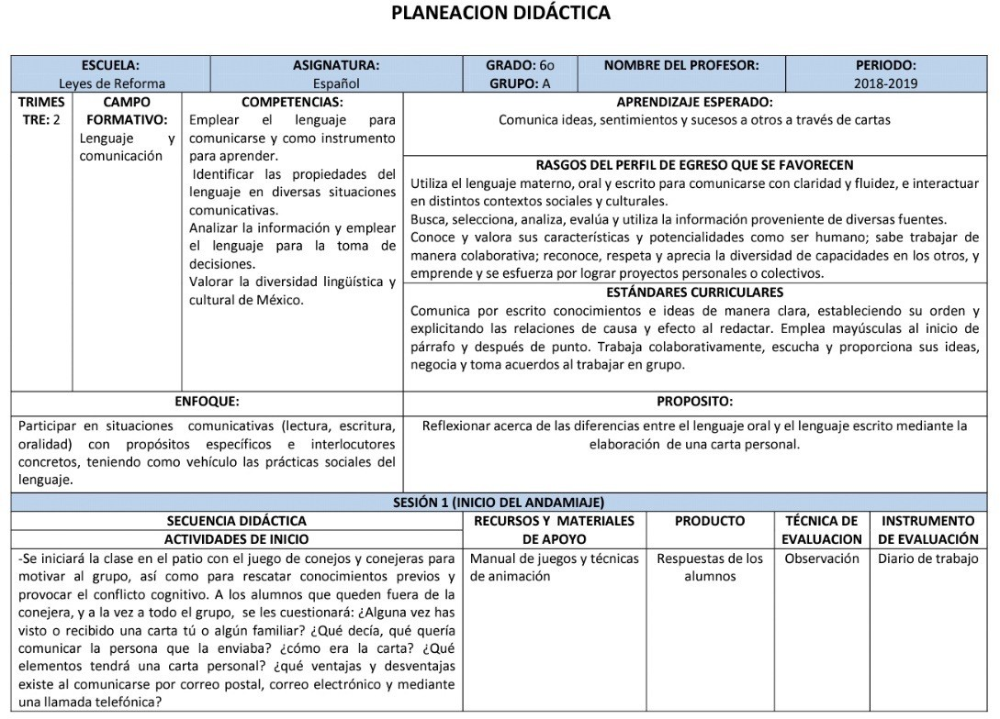 PLANEACION DIDÁCTICA
ESCUELA:
Leyes de Reforma
ASIGNATURA:
Español
GRADO: 6o
GRUPO: A
NOMBRE DEL PROFESOR:
PERIODO:
2018-2019
TRIMES
TRE: 2
CAMPO
FORMATIVO:
Lenguaje y
comunicación
COMPETENCIAS:
Emplear el lenguaje para
comunicarse y como instrumento
para aprender.
Identificar las propiedades del
lenguaje en diversas situaciones
comunicativas.
Analizar la información y emplear
el lenguaje para la toma de
decisiones.
Valorar la diversidad lingüística y
cultural de México.
APRENDIZAJE ESPERADO:
Comunica ideas, sentimientos y sucesos a otros a través de cartas
RASGOS DEL PERFIL DE EGRESO QUE SE FAVORECEN
Utiliza el lenguaje materno, oral y escrito para comunicarse con claridad y fluidez, e interactuar
en distintos contextos sociales y culturales.
Busca, selecciona, analiza, evalúa y utiliza la información proveniente de diversas fuentes.
Conoce y valora sus características y potencialidades como ser humano; sabe trabajar de
manera colaborativa; reconoce, respeta y aprecia la diversidad de capacidades en los otros, y
emprende y se esfuerza por lograr proyectos personales o colectivos.
ESTÁNDARES CURRICULARES
Comunica por escrito conocimientos e ideas de manera clara, estableciendo su orden y
explicitando las relaciones de causa y efecto al redactar. Emplea mayúsculas al inicio de
párrafo y después de punto. Trabaja colaborativamente, escucha y proporciona sus ideas,
negocia y toma acuerdos al trabajar en grupo.
ENFOQUE:
Participar en situaciones comunicativas (lectura, escritura,
oralidad) con propósitos específicos e interlocutores
concretos, teniendo como vehículo las prácticas sociales del
lenguaje.
PROPOSITO:
Reflexionar acerca de las diferencias entre el lenguaje oral y el lenguaje escrito mediante la
elaboración de una carta personal.
SESIÓN 1 (INICIO DEL ANDAMIAJE)
SECUENCIA DIDÁCTICA
ACTIVIDADES DE INICIO
RECURSOS Y MATERIALES
DE APOYO
PRODUCTO
TÉCNICA DE
EVALUACION
INSTRUMENTO
DE EVALUACIÓN
-Se iniciará la clase en el patio con el juego de conejos y conejeras para
motivar al grupo, así como para rescatar conocimientos previos y
provocar el conflicto cognitivo. A los alumnos que queden fuera de la
conejera, y a la vez a todo el grupo, se les cuestionará: ¿Alguna vez has
visto o recibido una carta tú o algún familiar? ¿Qué decía, qué quería
comunicar la persona que la enviaba? ¿cómo era la carta? ¿Qué
elementos tendrá una carta personal? ¿qué ventajas y desventajas
existe al comunicarse por correo postal, correo electrónico y mediante
una llamada telefónica?
Manual de juegos y técnicas
de animación
Respuestas de los
alumnos
Observación
Diario de trabajo